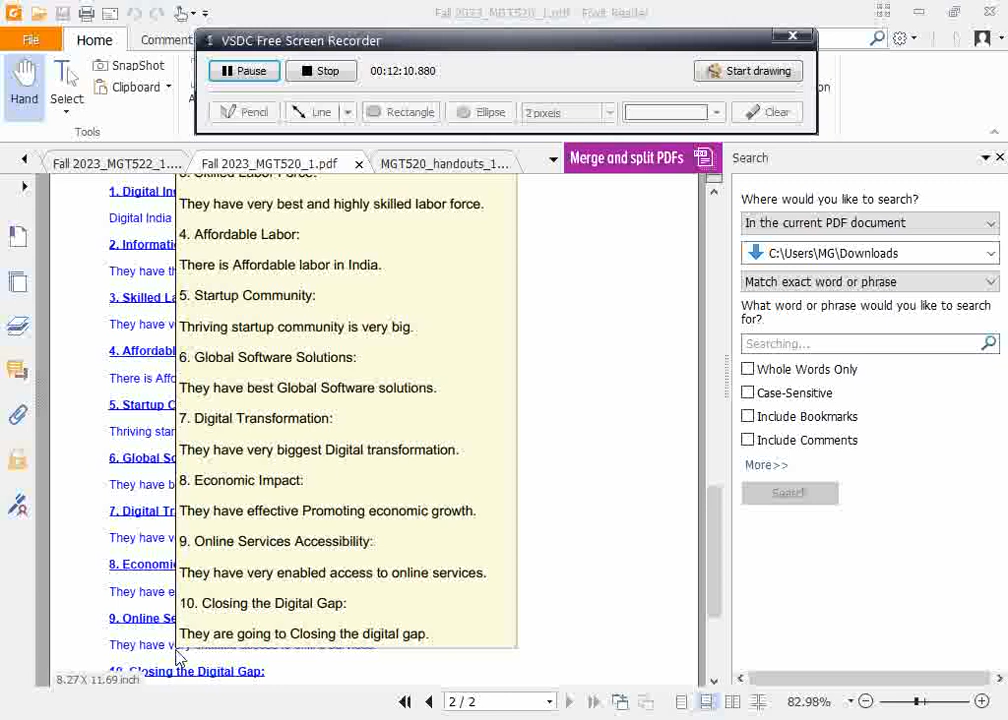 Fall 2023_MGT520_1.pdf - Foxit Reader
File
Home
Comment
VSDC Free Screen Recorder
Pause
Stop
00:12:10.880
Start drawing
Pencil
Line
Rectangle
Ellipse
2 pixels
Clear
Hand
Select
SnapShot
Clipboard
Tools
Fall 2023_MGT522_1....
Fall 2023_MGT520_1.pdf
MGT520_handouts_1...
Merge and split PDFs
Search
1. Digital In
Digital India
2. Informati
They have th
3. Skilled La
They have v
4. Affordabl
There is Affo
5. Startup C
Thriving star
6. Global So
They have b
7. Digital Tr
They have v
8. Economic
They have e
9. Online Se
They have v
10. Closing the Digital Gap:
They have very best and highly skilled labor force.
4. Affordable Labor:
There is Affordable labor in India.
5. Startup Community:
Thriving startup community is very big.
6. Global Software Solutions:
They have best Global Software solutions.
7. Digital Transformation:
They have very biggest Digital transformation.
8. Economic Impact:
They have effective Promoting economic growth.
9. Online Services Accessibility:
They have very enabled access to online services.
10. Closing the Digital Gap:
They are going to Closing the digital gap.
Where would you like to search?
In the current PDF document
C:\Users\MG\Downloads
Match exact word or phrase
What word or phrase would you like to search
for?
Searching...
Whole Words Only
Case-Sensitive
Include Bookmarks
Include Comments
More>>
Search
8.27 X 11.69 inch
2 / 2
82.98%